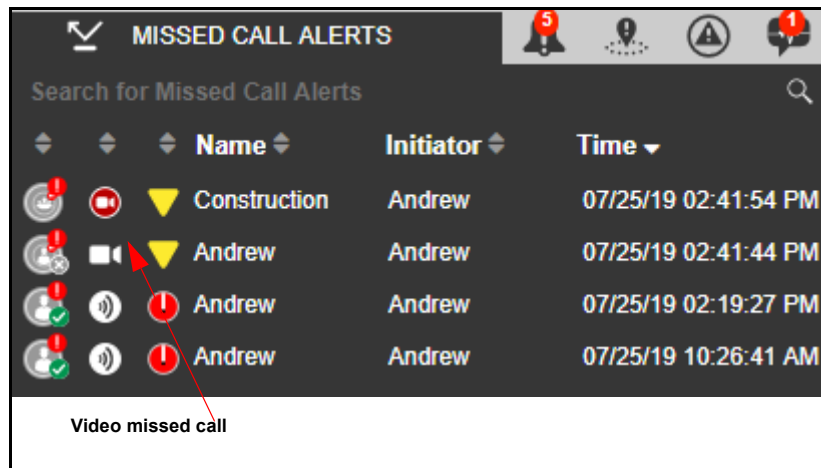 MISSED CALL ALERTS
5
1
Search for Missed Call Alerts
Name Initiator Time
Construction Andrew 07/25/19 02:41:54 PM
Andrew Andrew 07/25/19 02:41:44 PM
Andrew Andrew 07/25/19 02:19:27 PM
Andrew Andrew 07/25/19 10:26:41 AM
Video missed call